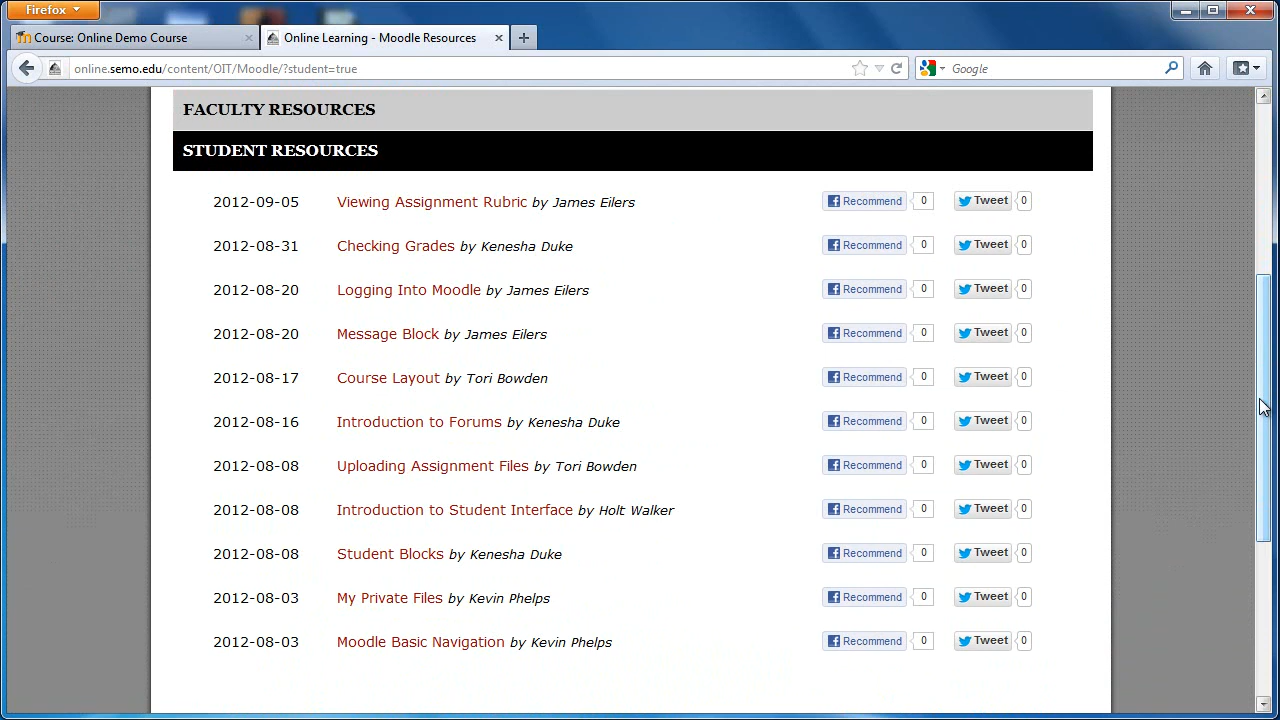 Firefox
Course: Online Demo Course
Online Learning - Moodle Resources
online.semo.edu/content/OIT/Moodle/?student=true
Google
FACULTY RESOURCES
STUDENT RESOURCES
2012-09-05 Viewing Assignment Rubric by James Eilers Recommend 0 Tweet 0
2012-08-31 Checking Grades by Kenesha Duke Recommend 0 Tweet 0
2012-08-20 Logging Into Moodle by James Eilers Recommend 0 Tweet 0
2012-08-20 Message Block by James Eilers Recommend 0 Tweet 0
2012-08-17 Course Layout by Tori Bowden Recommend 0 Tweet 0
2012-08-16 Introduction to Forums by Kenesha Duke Recommend 0 Tweet 0
2012-08-08 Uploading Assignment Files by Tori Bowden Recommend 0 Tweet 0
2012-08-08 Introduction to Student Interface by Holt Walker Recommend 0 Tweet 0
2012-08-08 Student Blocks by Kenesha Duke Recommend 0 Tweet 0
2012-08-03 My Private Files by Kevin Phelps Recommend 0 Tweet 0
2012-08-03 Moodle Basic Navigation by Kevin Phelps Recommend 0 Tweet 0